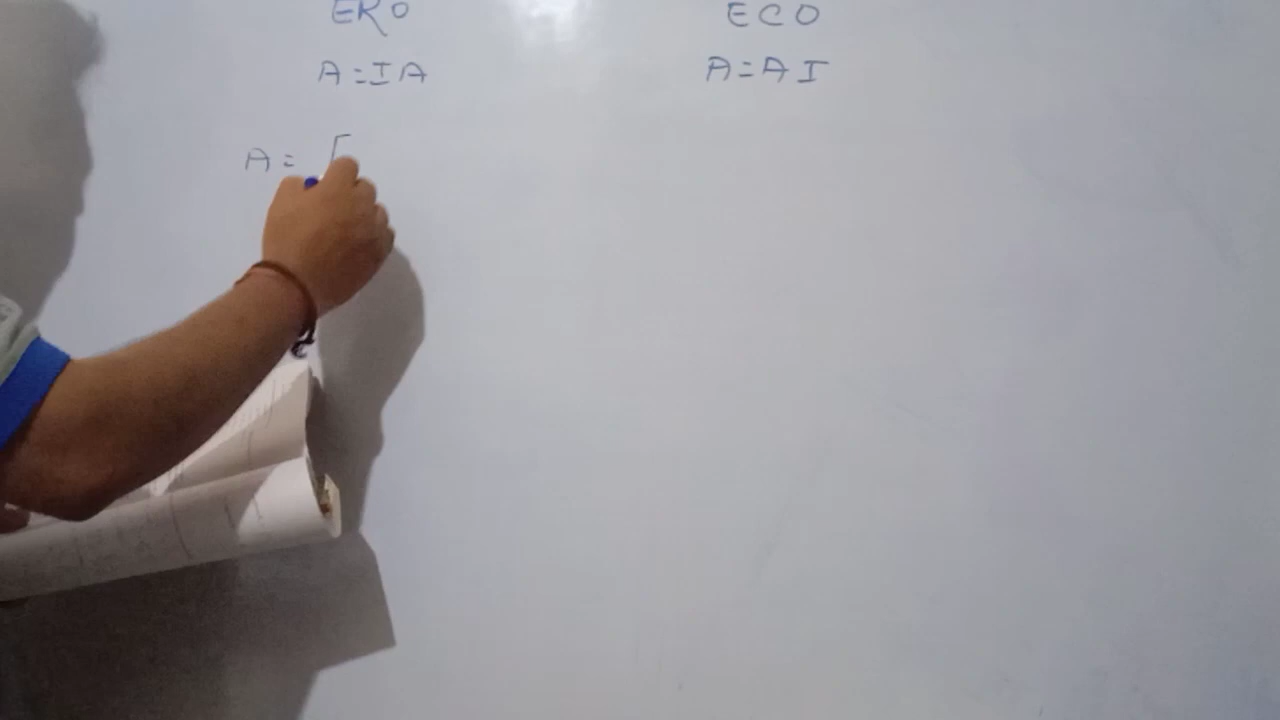 ERO
ECO
A=IA
A=AI
A = [